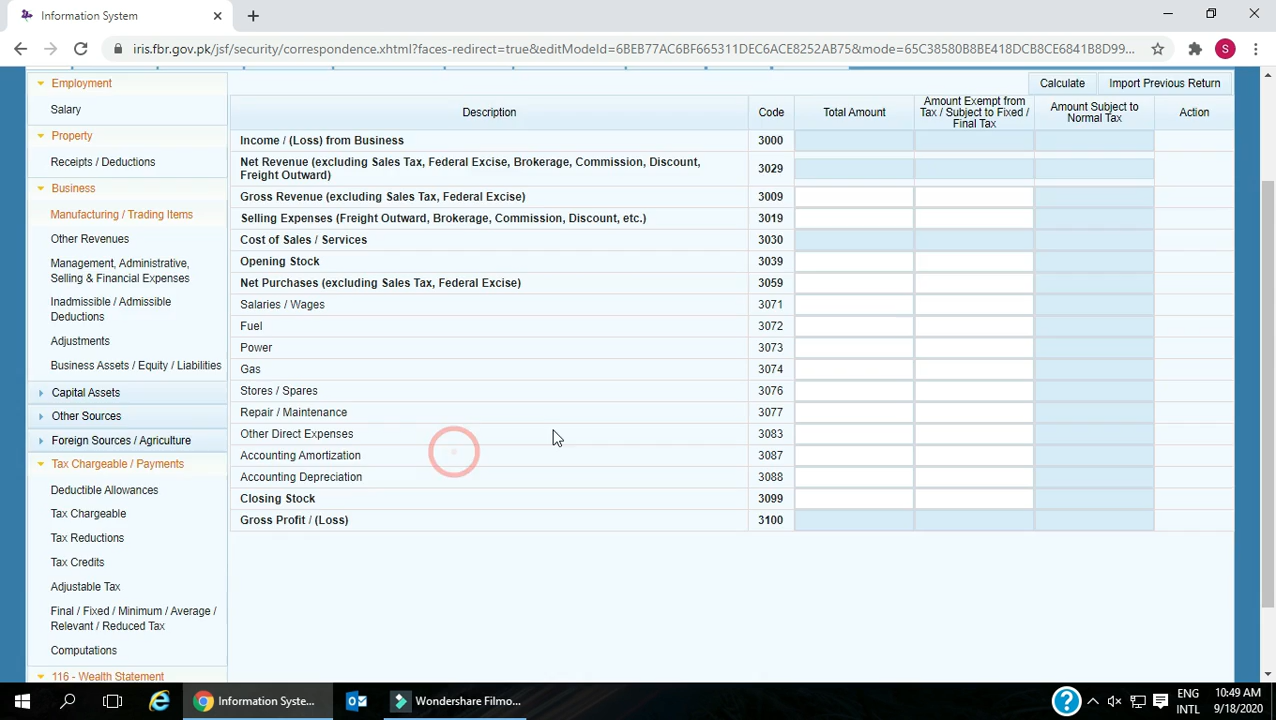 Information System
iris.fbr.gov.pk/jsf/security/correspondence.xhtml?faces-redirect=true&editModeId=6BEB77AC6BF665311DEC6ACE8252AB75&mode=65C38580B8BE418DCB8CE6841B8D99...
S
Employment
Salary
Property
Receipts / Deductions
Business
Manufacturing / Trading Items
Other Revenues
Management, Administrative,
Selling & Financial Expenses
Inadmissible / Admissible
Deductions
Adjustments
Business Assets / Equity / Liabilities
Capital Assets
Other Sources
Foreign Sources / Agriculture
Tax Chargeable / Payments
Deductible Allowances
Tax Chargeable
Tax Reductions
Tax Credits
Adjustable Tax
Final / Fixed / Minimum / Average /
Relevant / Reduced Tax
Computations
116 - Wealth Statement
Calculate Import Previous Return
Description Code Total Amount Amount Exempt from Tax / Subject to Fixed / Final Tax Amount Subject to Normal Tax Action
Income / (Loss) from Business 3000
Net Revenue (excluding Sales Tax, Federal Excise, Brokerage, Commission, Discount,
Freight Outward) 3029
Gross Revenue (excluding Sales Tax, Federal Excise) 3009
Selling Expenses (Freight Outward, Brokerage, Commission, Discount, etc.) 3019
Cost of Sales / Services 3030
Opening Stock 3039
Net Purchases (excluding Sales Tax, Federal Excise) 3059
Salaries / Wages 3071
Fuel 3072
Power 3073
Gas 3074
Stores / Spares 3076
Repair / Maintenance 3077
Other Direct Expenses 3083
Accounting Amortization 3087
Accounting Depreciation 3088
Closing Stock 3099
Gross Profit / (Loss) 3100
Information Syste...
Wondershare Filmo...
ENG
INTL
10:49 AM
9/18/2020